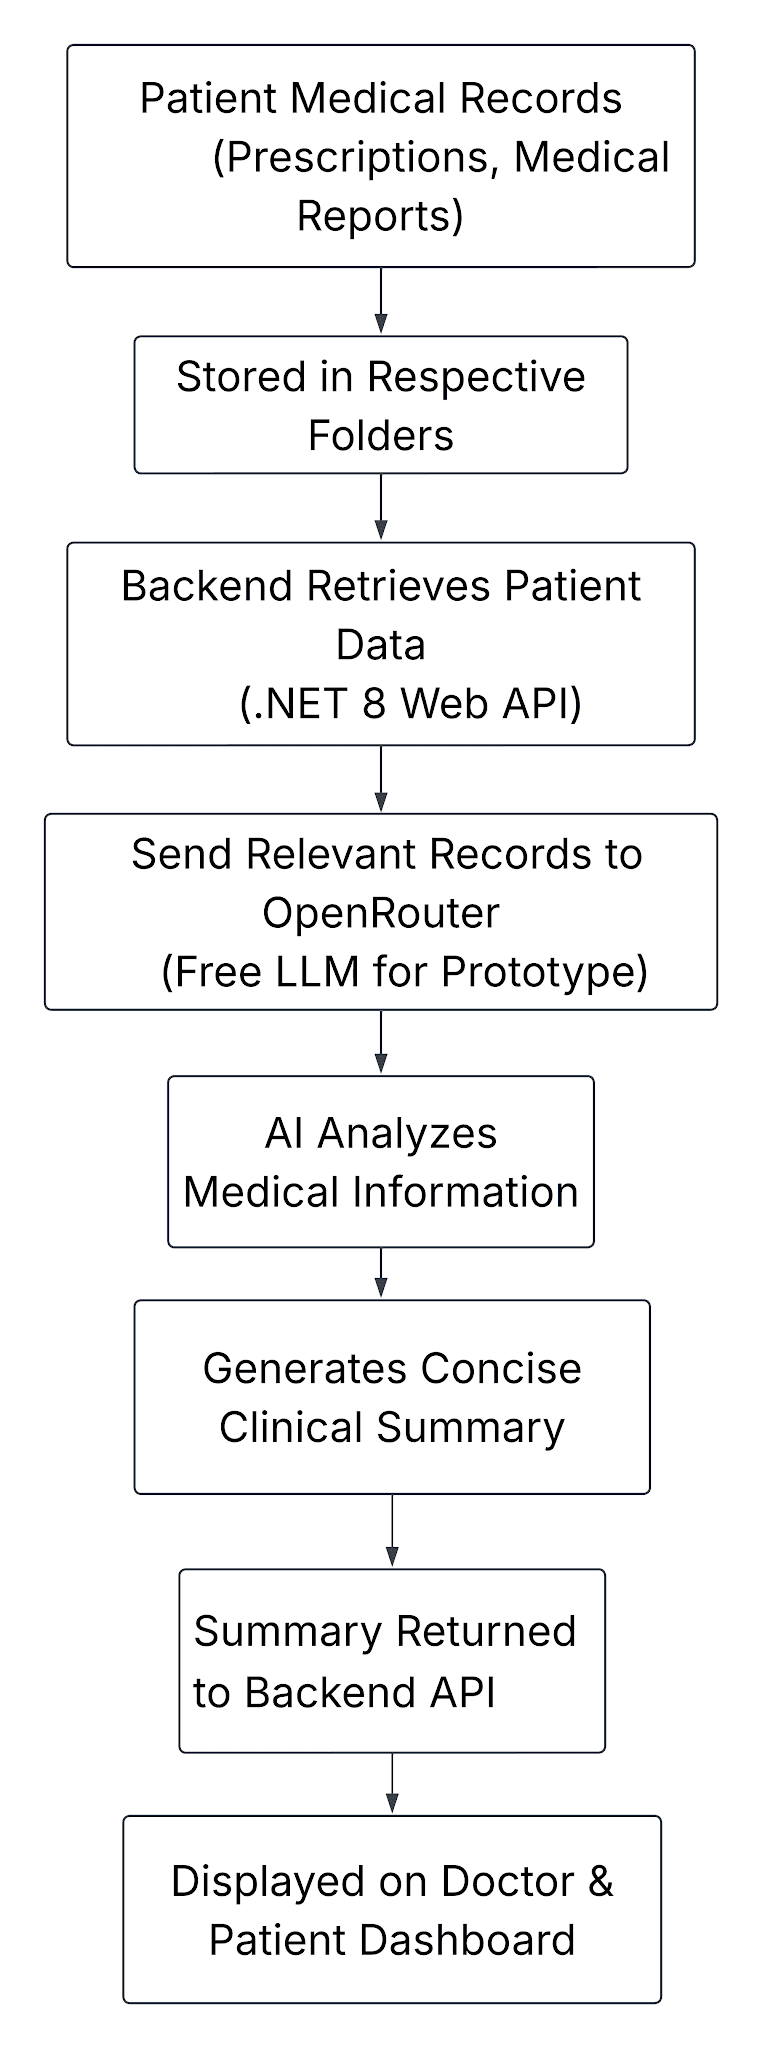 Patient Medical Records
(Prescriptions, Medical
Reports)
Stored in Respective
Folders
Backend Retrieves Patient
Data
(.NET 8 Web API)
Send Relevant Records to
OpenRouter
(Free LLM for Prototype)
AI Analyzes
Medical Information
Generates Concise
Clinical Summary
Summary Returned
to Backend API
Displayed on Doctor &
Patient Dashboard